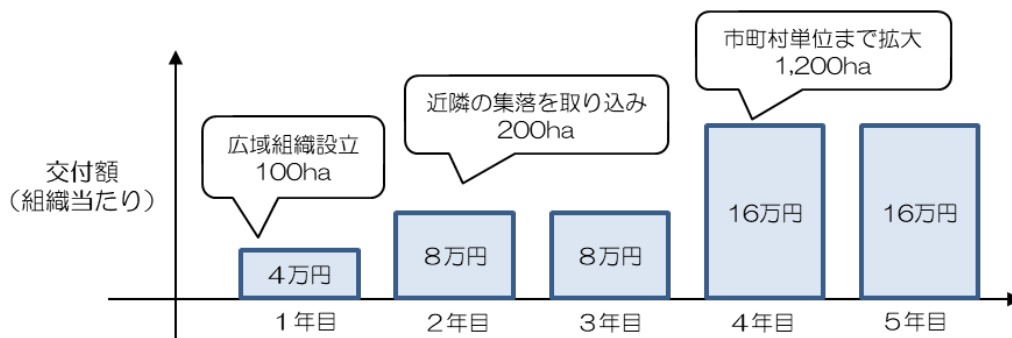 市町村単位まで拡大
1,200ha
近隣の集落を取り込み
200ha
広域組織設立
100ha
交付額
（組織当たり）
4万円
8万円
8万円
16万円
16万円
1年目
2年目
3年目
4年目
5年目